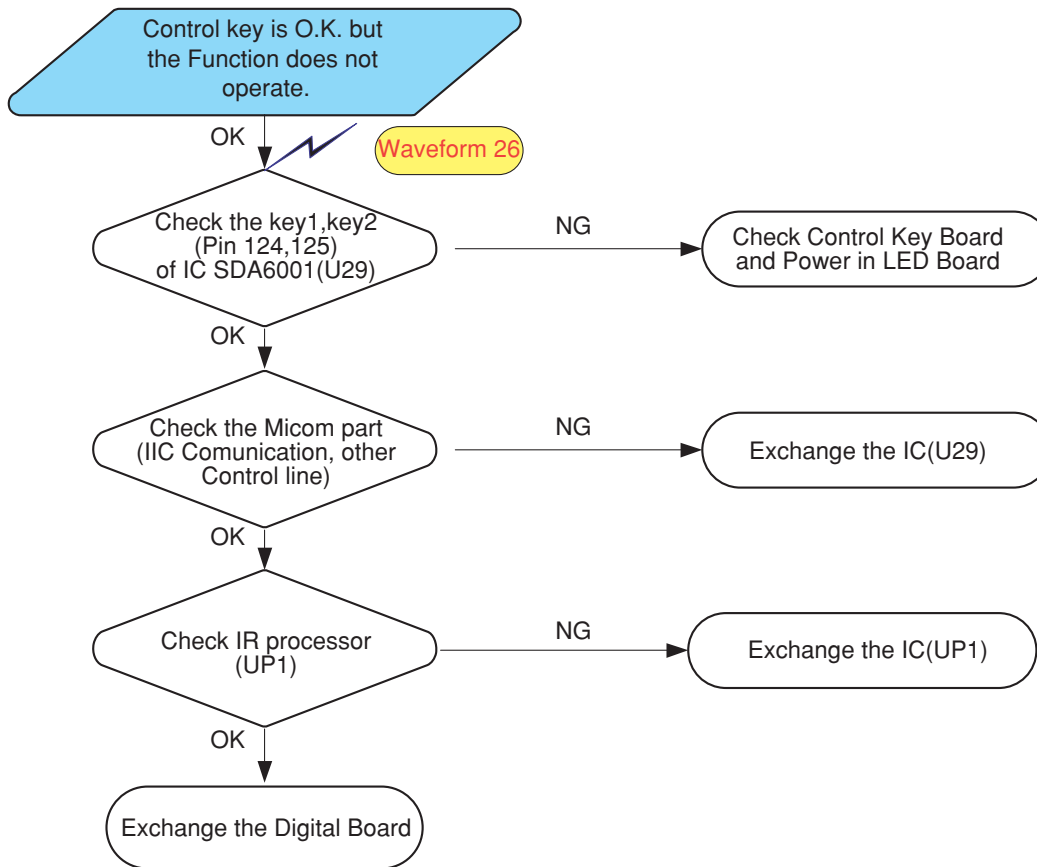 Control key is O.K. but
the Function does not
operate.
OK
Waveform 26
Check the key1,key2
(Pin 124,125)
of IC SDA6001(U29)
NG
Check Control Key Board
and Power in LED Board
OK
Check the Micom part
(IIC Comunication, other
Control line)
NG
Exchange the IC(U29)
OK
Check IR processor
(UP1)
NG
Exchange the IC(UP1)
OK
Exchange the Digital Board